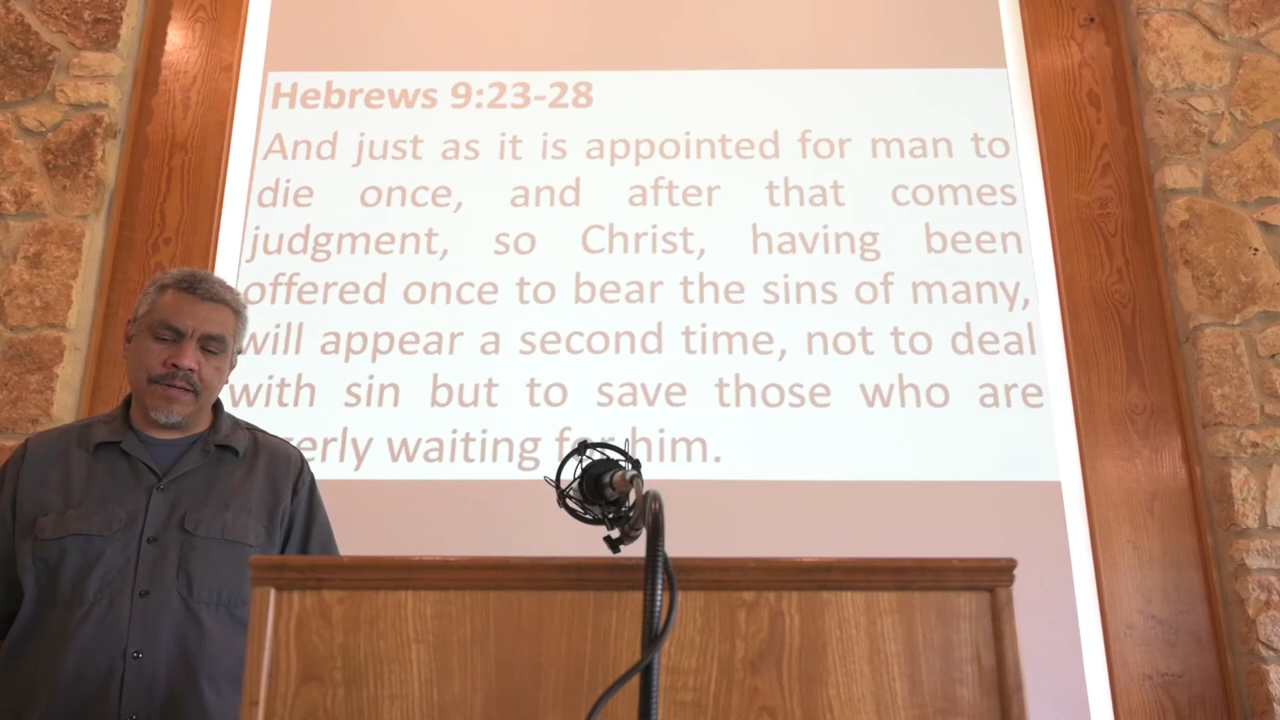 Hebrews 9:23-28
And just as it is appointed for man to
die once, and after that comes
judgment, so Christ, having been
offered once to bear the sins of many,
will appear a second time, not to deal
with sin but to save those who are
waiting for him.